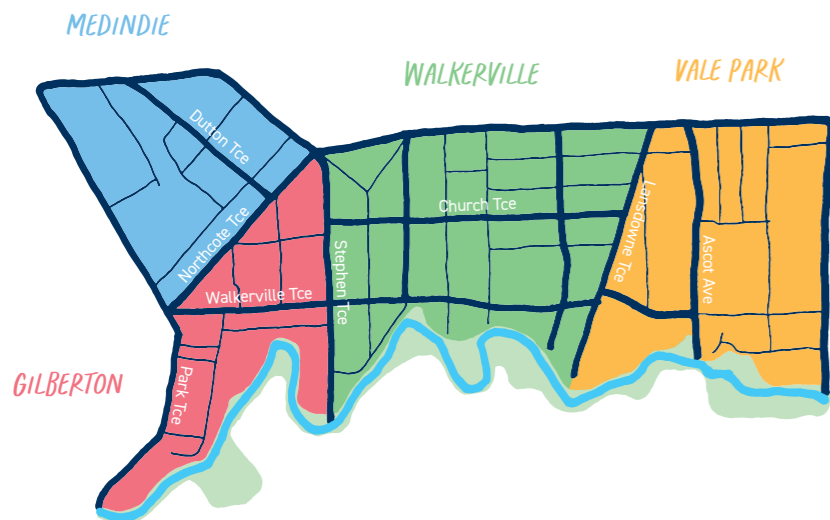 MEDINDIE
WALKERVILLE
VALE PARK
Dutton Tce
Northcote Tce
Church Tce
Lansdowne Tce
Ascot Ave
Stephen Tce
Walkerville Tce
GILBERTON
Park Tce